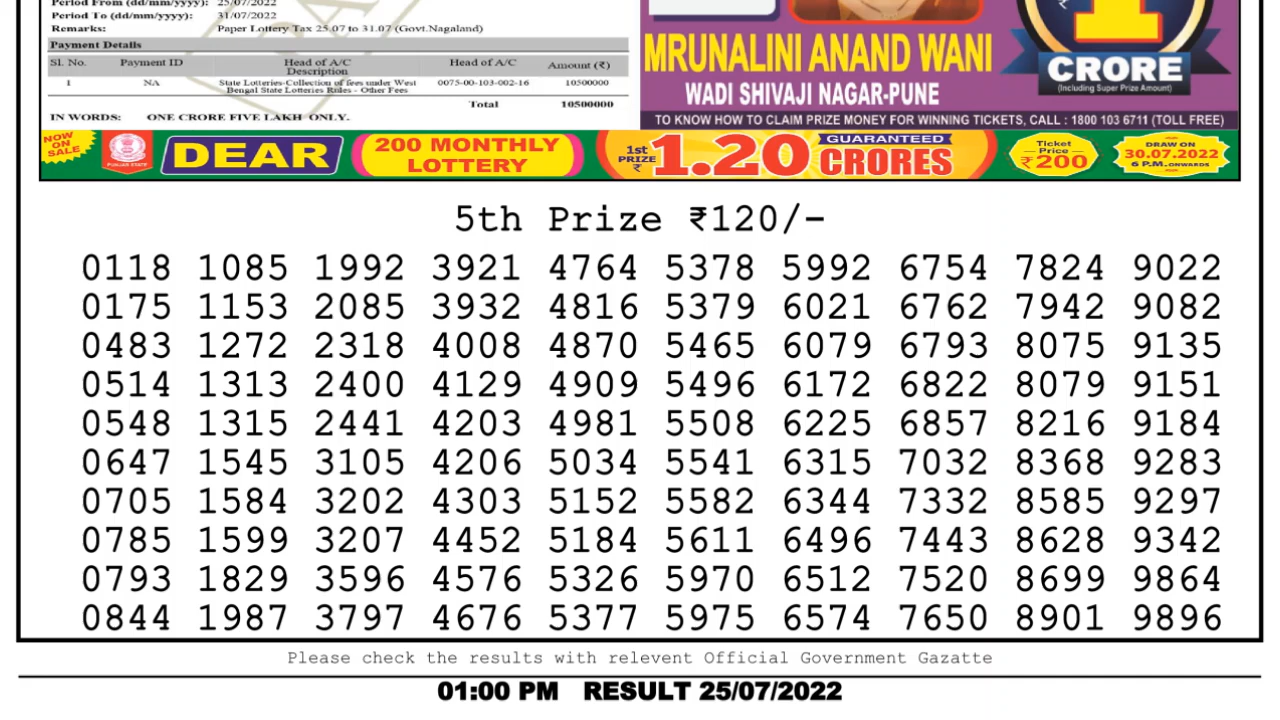 Period From (dd/mm/yyyy): 25/07/2022
Period To (dd/mm/yyyy): 31/07/2022
Remarks: Paper Lottery Tax 25.07 to 31.07 (Govt.Nagaland)
Payment Details
Sl. No. Payment ID Head of A/C Description Head of A/C Amount (₹)
1 NA State Lotteries-Collection of fees under West Bengal State Lotteries Rules - Other Fees 0075-00-103-002-16 10500000
Total 10500000
IN WORDS: ONE CRORE FIVE LAKH ONLY.
MRUNALINI ANAND WANI
WADI SHIVAJI NAGAR-PUNE
₹ 1
CRORE
(Including Super Prize Amount)
TO KNOW HOW TO CLAIM PRIZE MONEY FOR WINNING TICKETS, CALL : 1800 103 6711 (TOLL FREE)
NOW ON SALE
PUNJAB STATE
DEAR
200 MONTHLY
LOTTERY
1st PRIZE ₹ 1.20
GUARANTEED
CRORES
Ticket Price ₹200
DRAW ON
30.07.2022
6 P.M. ONWARDS
5th Prize ₹120/-
0118 1085 1992 3921 4764 5378 5992 6754 7824 9022
0175 1153 2085 3932 4816 5379 6021 6762 7942 9082
0483 1272 2318 4008 4870 5465 6079 6793 8075 9135
0514 1313 2400 4129 4909 5496 6172 6822 8079 9151
0548 1315 2441 4203 4981 5508 6225 6857 8216 9184
0647 1545 3105 4206 5034 5541 6315 7032 8368 9283
0705 1584 3202 4303 5152 5582 6344 7332 8585 9297
0785 1599 3207 4452 5184 5611 6496 7443 8628 9342
0793 1829 3596 4576 5326 5970 6512 7520 8699 9864
0844 1987 3797 4676 5377 5975 6574 7650 8901 9896
Please check the results with relevent Official Government Gazatte
01:00 PM RESULT 25/07/2022